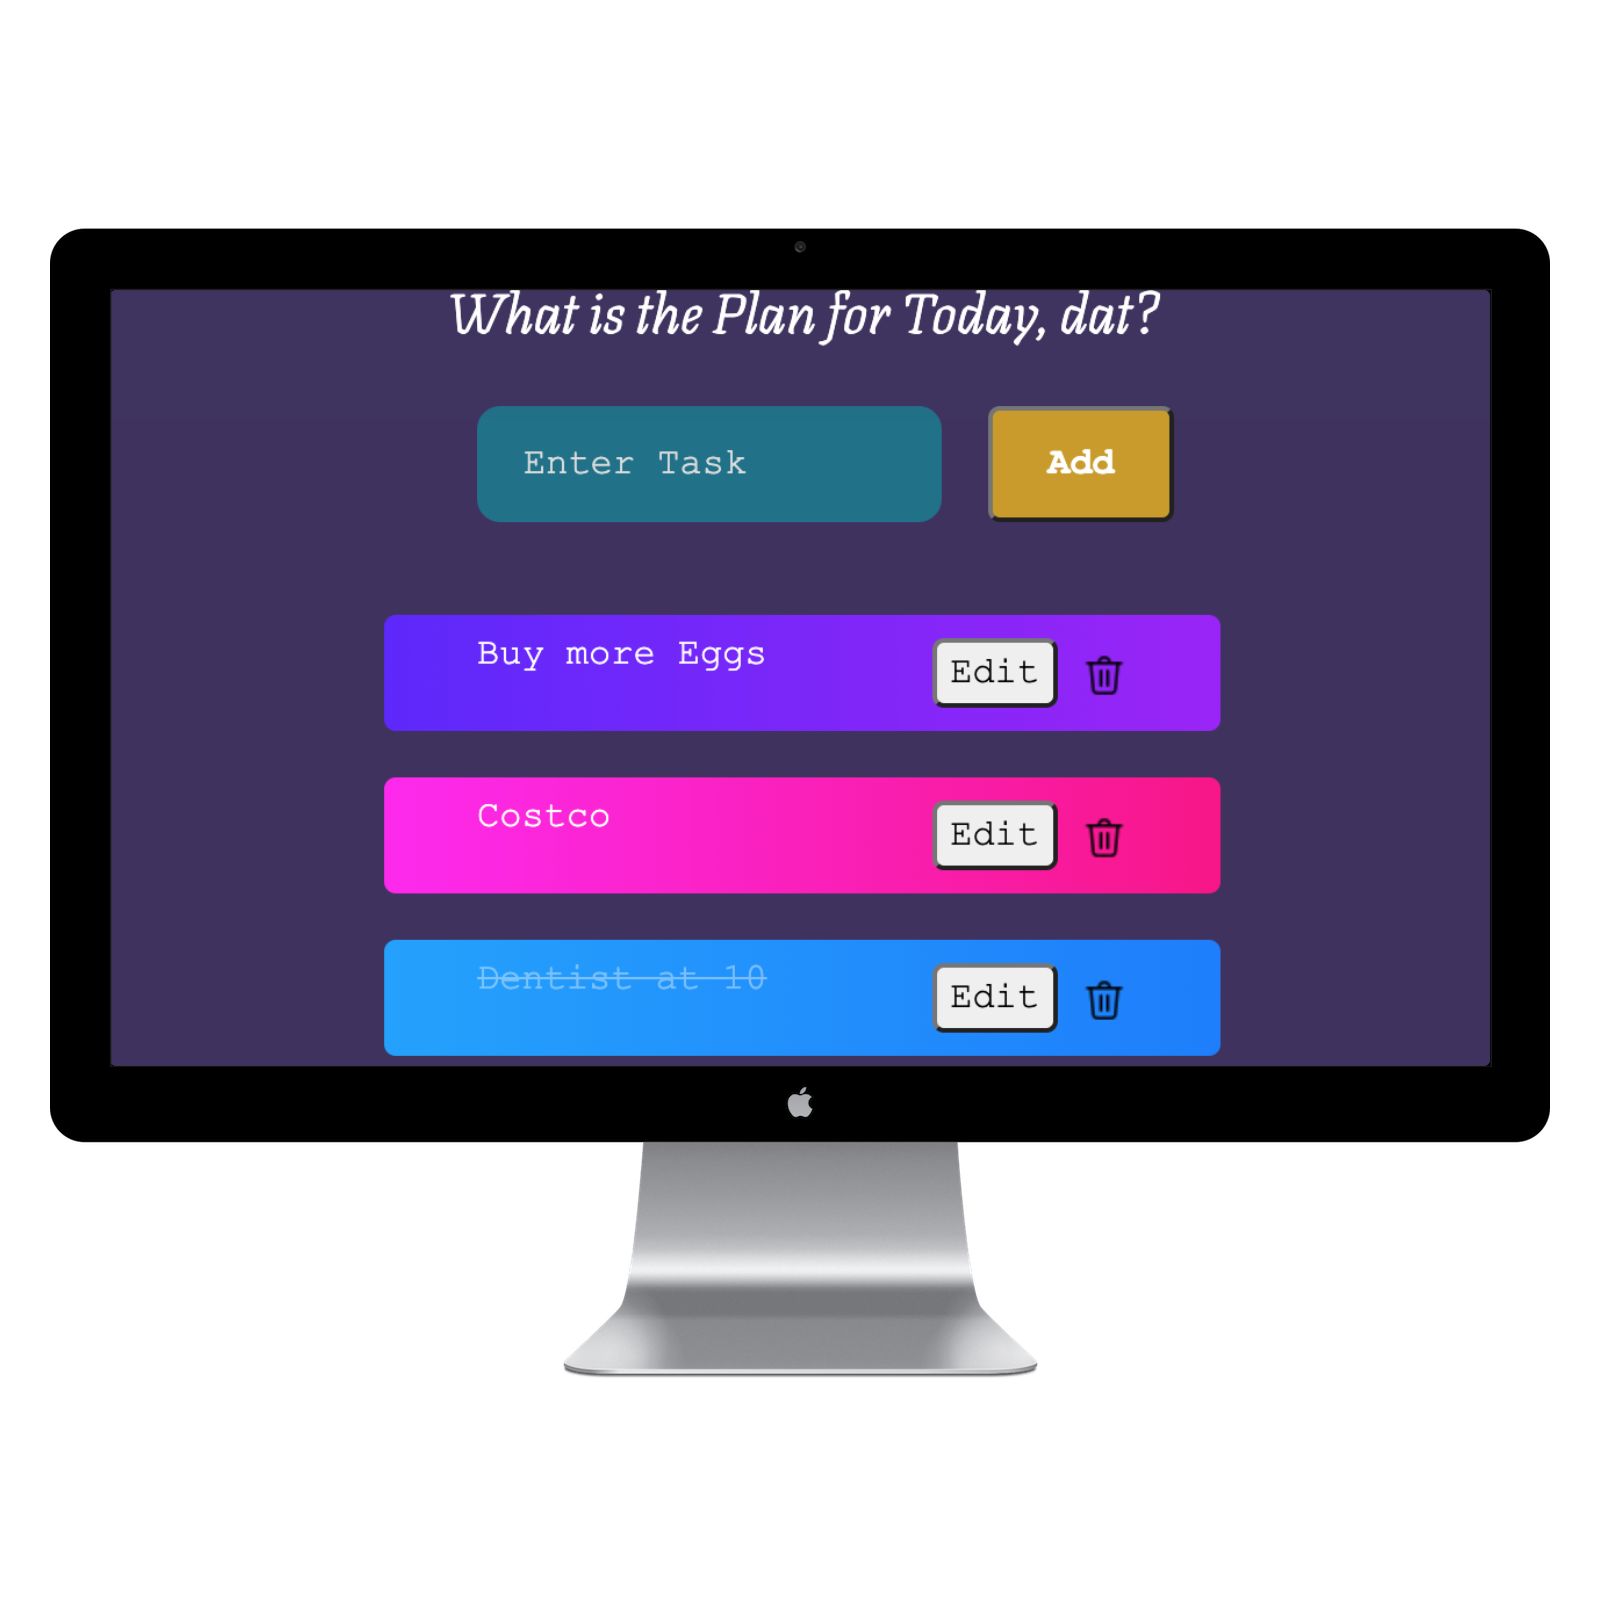 What is the Plan for Today, dat?
Enter Task
Add
Buy more Eggs
Edit
Costco
Edit
Dentist at 10
Edit